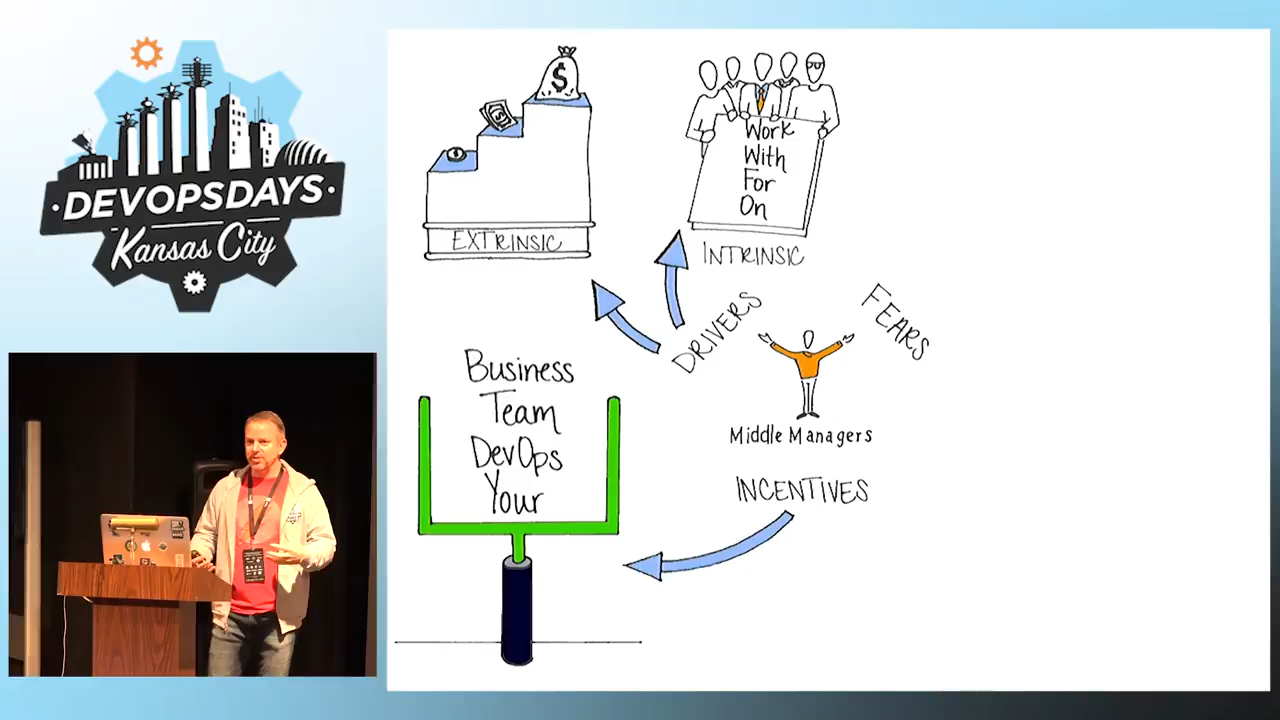 DEVOPSDAYS
Kansas City
$
EXTRINSIC
Work
With
For
On
INTRINSIC
DRIVERS
FEARS
Middle Managers
INCENTIVES
Business
Team
DevOps
Your